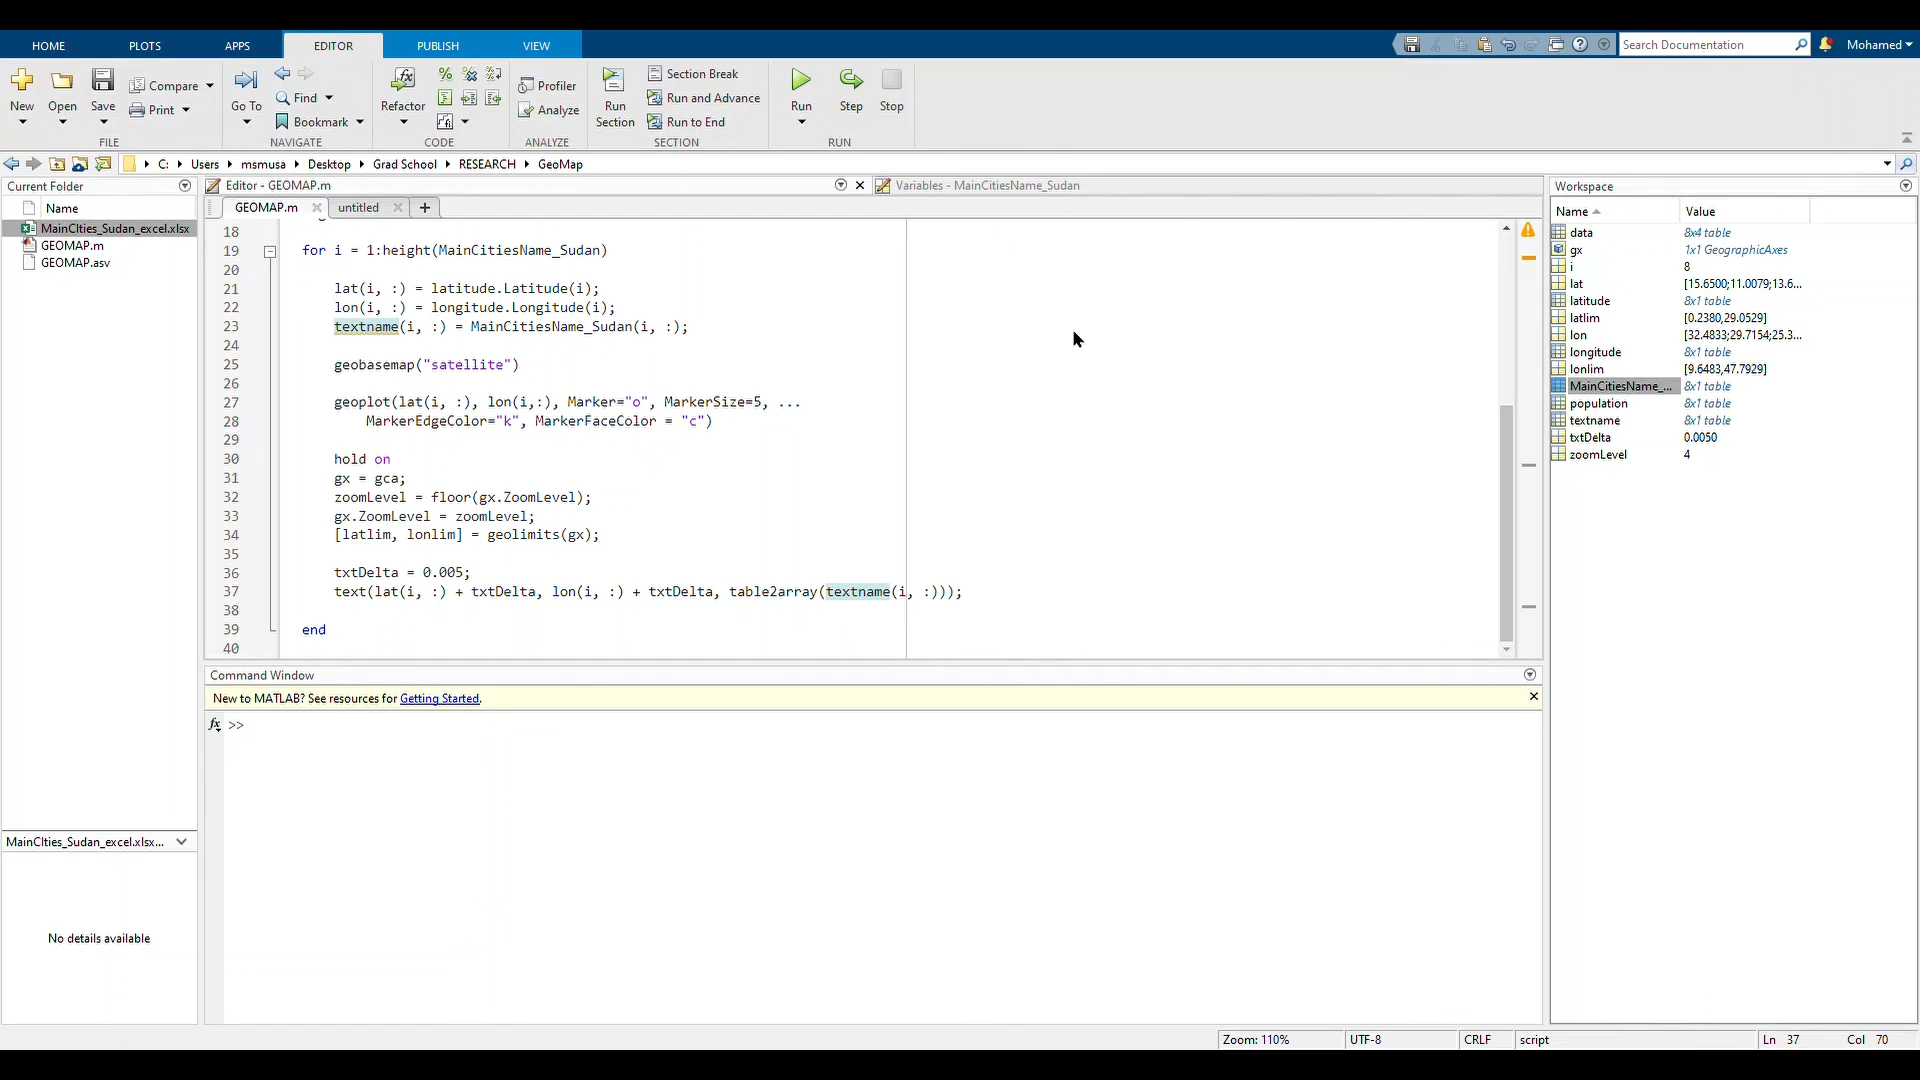 HOME PLOTS APPS EDITOR PUBLISH VIEW Search Documentation Mohamed
New Open Save Compare Print Go To Find Bookmark Refactor Profiler Analyze Run Section Section Break Run and Advance Run to End Run Step Stop
FILE NAVIGATE CODE ANALYZE SECTION RUN
C: Users msmusa Desktop Grad School RESEARCH GeoMap
Current Folder
Name
MainCIties_Sudan_excel.xlsx
GEOMAP.m
GEOMAP.asv
MainCIties_Sudan_excel.xlsx...
No details available
Editor - GEOMAP.m
Variables - MainCitiesName_Sudan
GEOMAP.m untitled
18
19 for i = 1:height(MainCitiesName_Sudan)
20
21 lat(i, :) = latitude.Latitude(i);
22 lon(i, :) = longitude.Longitude(i);
23 textname(i, :) = MainCitiesName_Sudan(i, :);
24
25 geobasemap("satellite")
26
27 geoplot(lat(i, :), lon(i,:), Marker="o", MarkerSize=5, ...
28 MarkerEdgeColor="k", MarkerFaceColor = "c")
29
30 hold on
31 gx = gca;
32 zoomLevel = floor(gx.ZoomLevel);
33 gx.ZoomLevel = zoomLevel;
34 [latlim, lonlim] = geolimits(gx);
35
36 txtDelta = 0.005;
37 text(lat(i, :) + txtDelta, lon(i, :) + txtDelta, table2array(textname(i, :)));
38
39 end
40
Command Window
New to MATLAB? See resources for Getting Started.
fx >>
Workspace
Name Value
data 8x4 table
gx 1x1 GeographicAxes
i 8
lat [15.6500;11.0079;13.6...
latitude 8x1 table
latlim [0.2380,29.0529]
lon [32.4833;29.7154;25.3...
longitude 8x1 table
lonlim [9.6483,47.7929]
MainCitiesName_... 8x1 table
population 8x1 table
textname 8x1 table
txtDelta 0.0050
zoomLevel 4
Zoom: 110% UTF-8 CRLF script Ln 37 Col 70